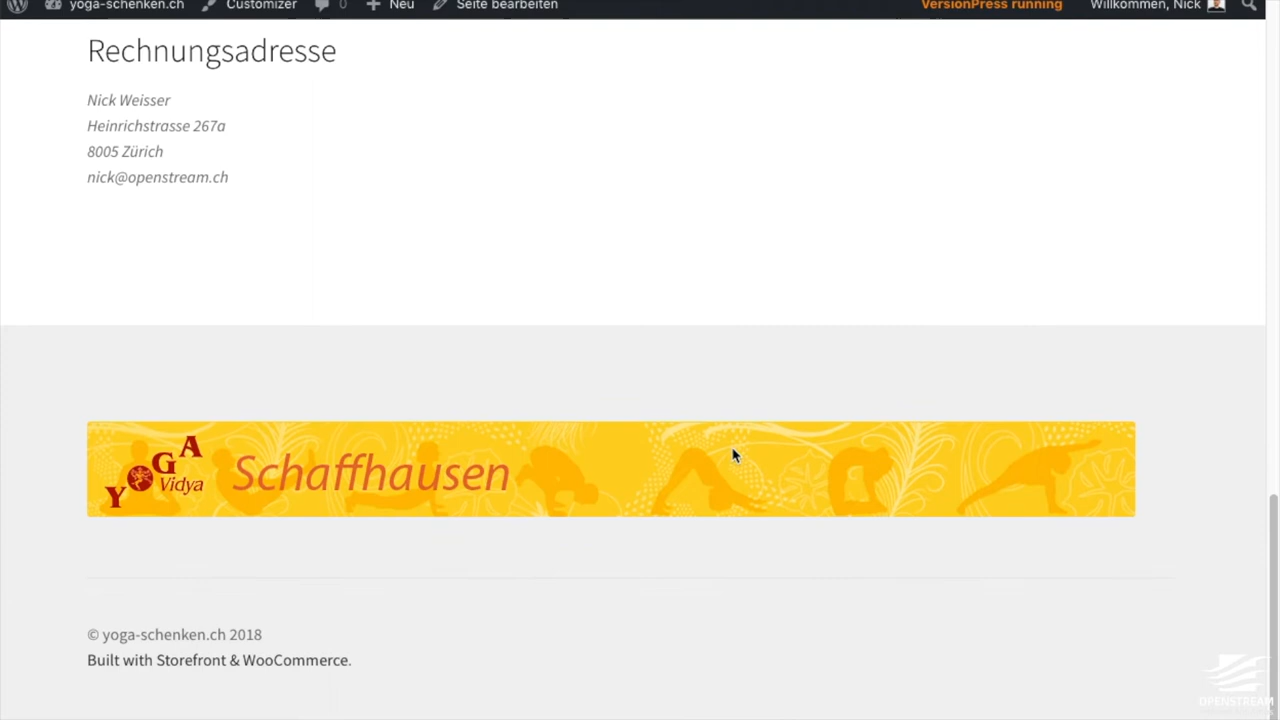 yoga-schenken.ch Customizer 0 Neu Seite bearbeiten VersionPress running Willkommen, Nick
Rechnungsadresse
Nick Weisser
Heinrichstrasse 267a
8005 Zürich
nick@openstream.ch
YOGA
Vidya
Schaffhausen
© yoga-schenken.ch 2018
Built with Storefront & WooCommerce.
OPENSTREAM